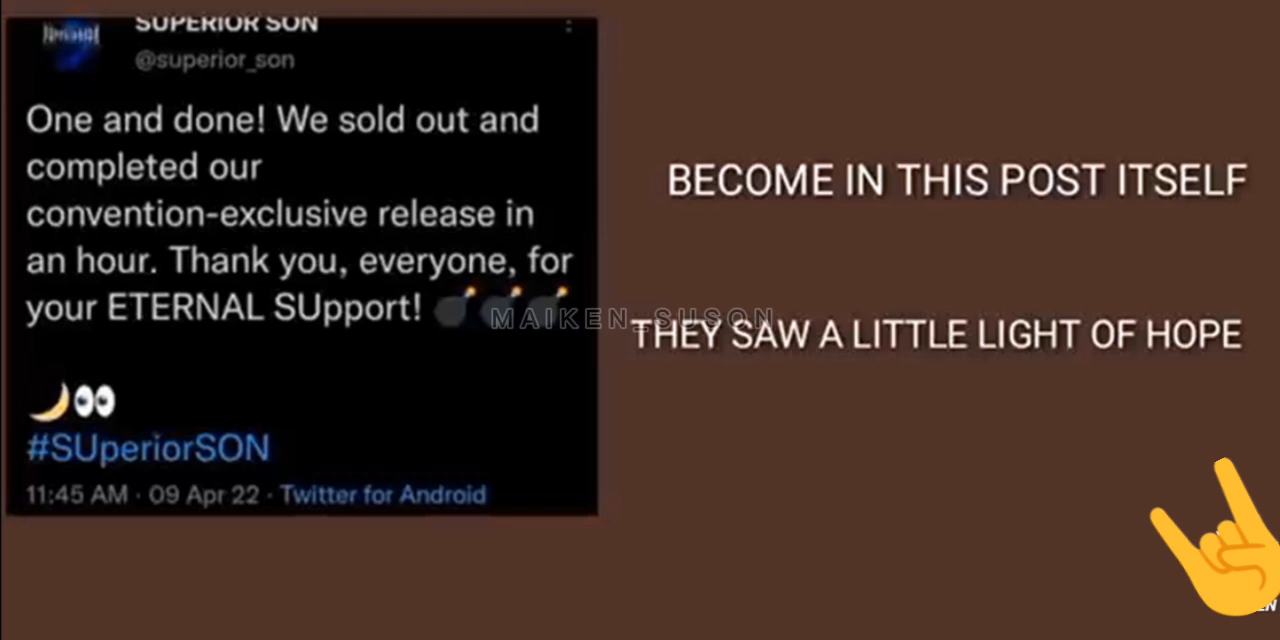 SUPERIOR SON
@superior_son
One and done! We sold out and
completed our
convention-exclusive release in
an hour. Thank you, everyone, for
your ETERNAL SUpport! 💣💣💣
🌙👀
#SUperiorSON
11:45 AM · 09 Apr 22 · Twitter for Android
BECOME IN THIS POST ITSELF
MAIKEN_SUSON
THEY SAW A LITTLE LIGHT OF HOPE